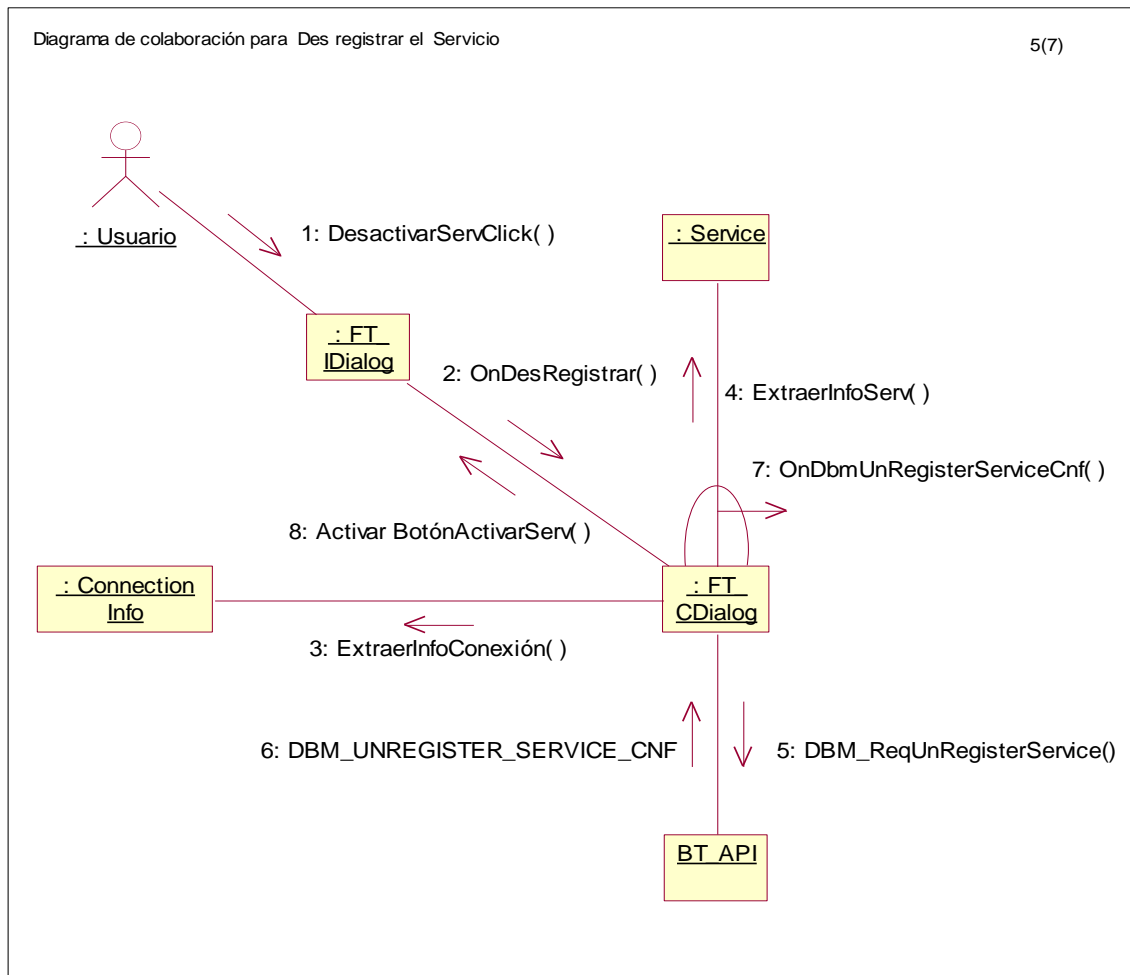 Diagrama de colaboración para Des registrar el Servicio
5(7)
: Usuario
1: DesactivarServClick( )
: Service
: FT_
IDialog
2: OnDesRegistrar( )
4: ExtraerInfoServ( )
7: OnDbmUnRegisterServiceCnf( )
8: Activar BotónActivarServ( )
: Connection
Info
: FT_
CDialog
3: ExtraerInfoConexión( )
6: DBM_UNREGISTER_SERVICE_CNF
5: DBM_ReqUnRegisterService()
BT_API